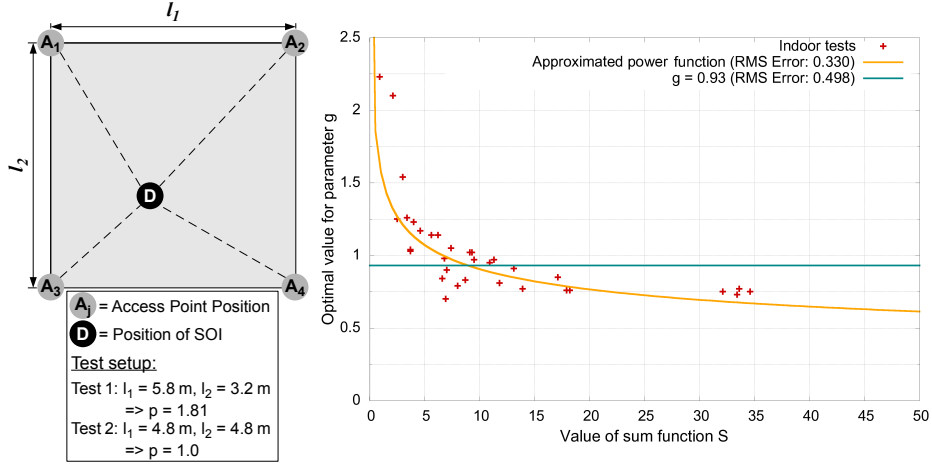 l1
A1
A2
l2
D
A3
A4
Aj = Access Point Position
D = Position of SOI
Test setup:
Test 1: l1 = 5.8 m, l2 = 3.2 m
=> p = 1.81
Test 2: l1 = 4.8 m, l2 = 4.8 m
=> p = 1.0
Optimal value for parameter g
2.5
2
1.5
1
0.5
0
Indoor tests
Approximated power function (RMS Error: 0.330)
g = 0.93 (RMS Error: 0.498)
0 5 10 15 20 25 30 35 40 45 50
Value of sum function S